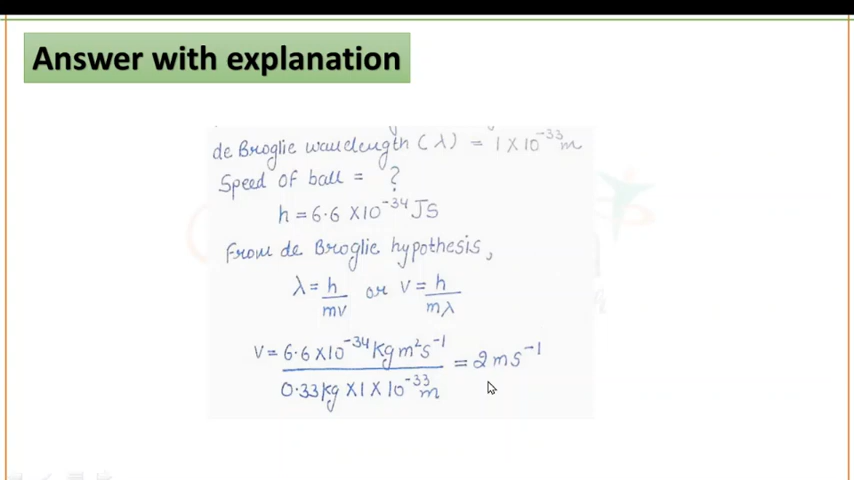 Answer with explanation
de Broglie wavelength (λ) = 1 X 10⁻³³ m
Speed of ball = ?
h = 6.6 X10⁻³⁴ JS
From de Broglie hypothesis,
λ = h/mv or V = h/mλ
V = 6.6 X10⁻³⁴ Kg m² s⁻¹ / 0.33 kg X 1 X 10⁻³³ m = 2 m s⁻¹